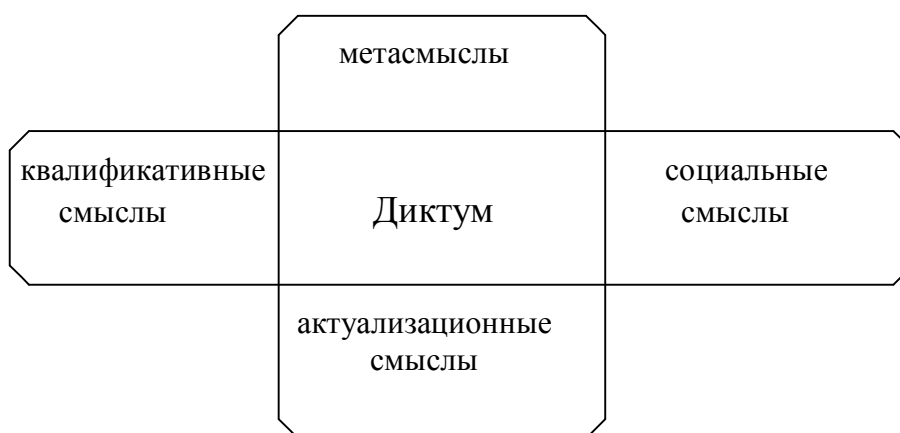 метасмыслы
квалификативные
смыслы
Диктум
социальные
смыслы
актуализационные
смыслы